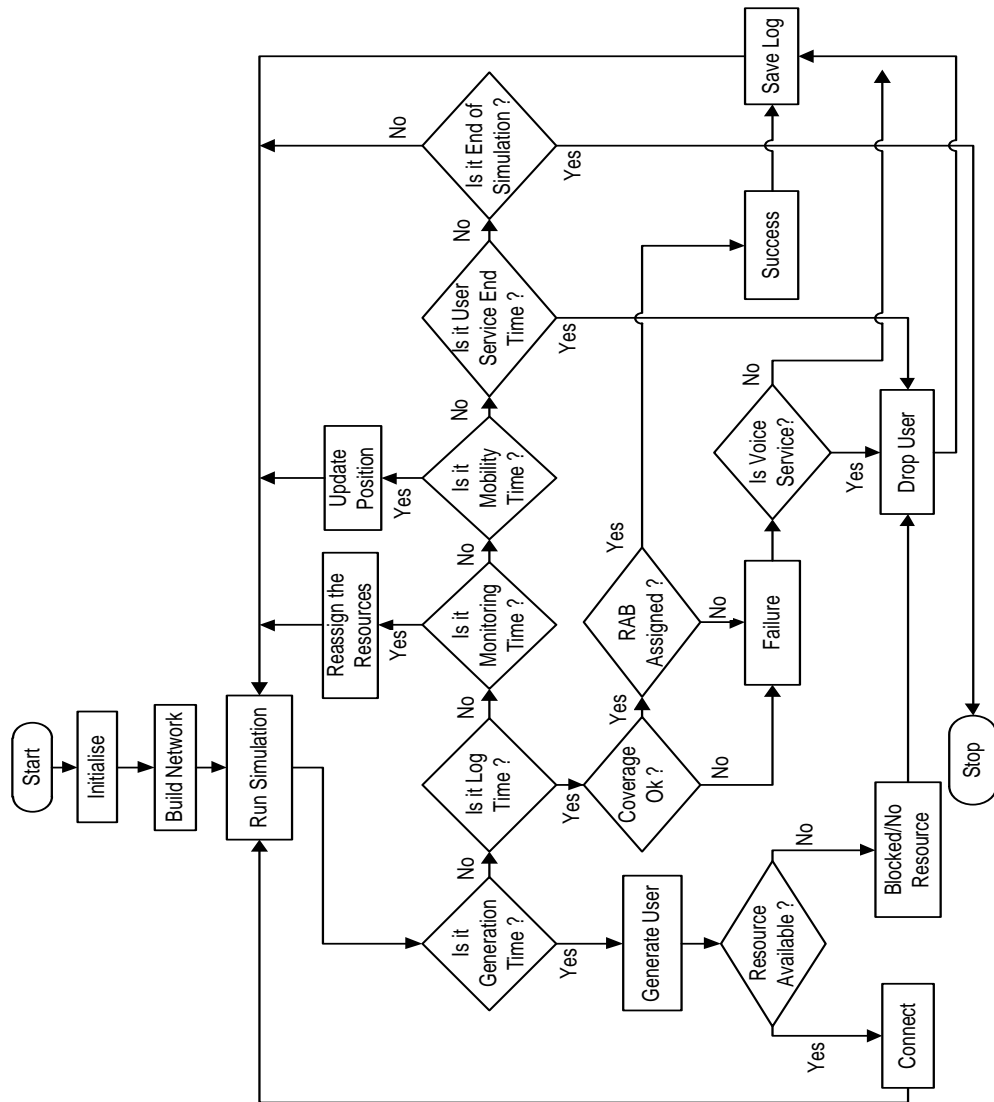 Start
Initialise
Build Network
Run Simulation
Is it
Generation
Time ?
No
Yes
Is it Log
Time ?
No
Yes
Is it
Monitoring
Time ?
Yes
No
Reassign the
Resources
Is it
Mobility
Time ?
Yes
No
Update
Position
Is it User
Service End
Time ?
No
Yes
Is it End of
Simulation ?
No
Yes
Generate User
Resource
Available ?
Yes
No
Connect
Blocked/No
Resource
Coverage
Ok ?
Yes
No
RAB
Assigned ?
Yes
No
Failure
Is Voice
Service?
No
Yes
Drop User
Success
Save Log
Stop